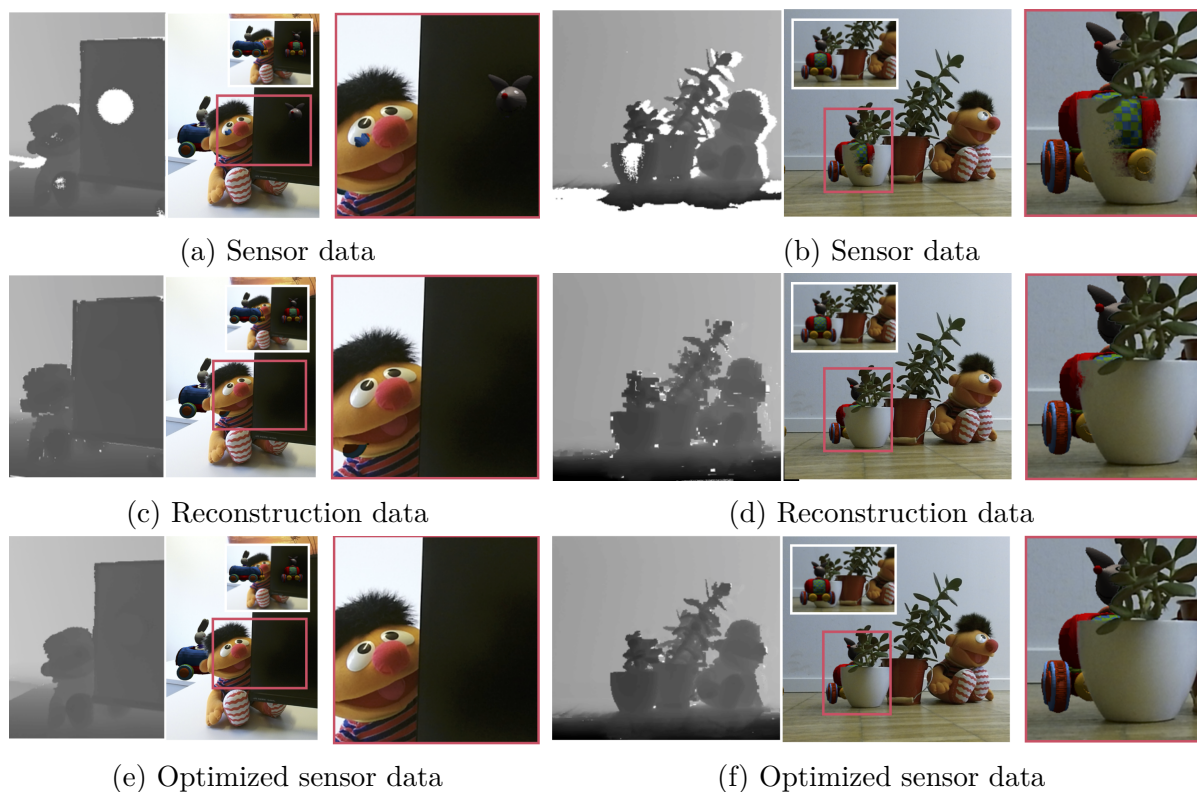 (a) Sensor data
(b) Sensor data
(c) Reconstruction data
(d) Reconstruction data
(e) Optimized sensor data
(f) Optimized sensor data